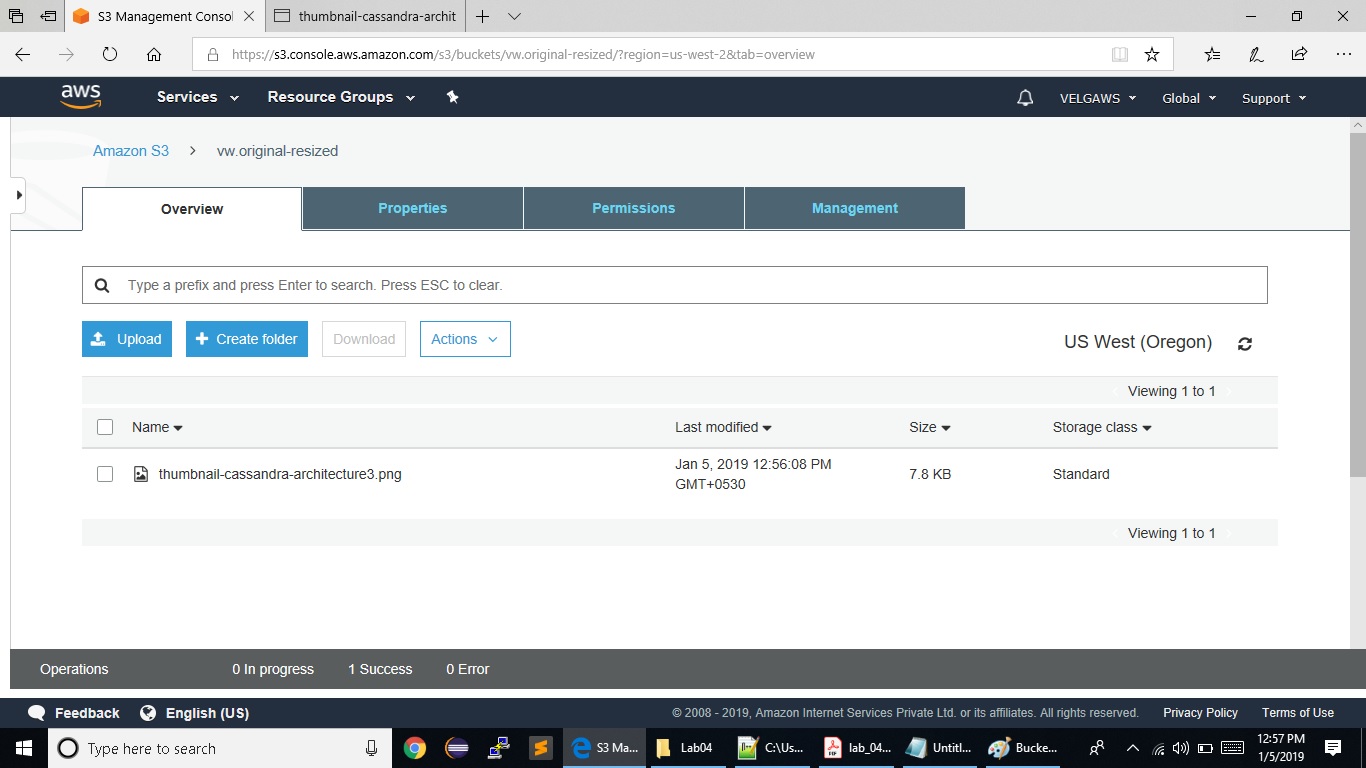 S3 Management Consol
thumbnail-cassandra-archit
https://s3.console.aws.amazon.com/s3/buckets/vw.original-resized/?region=us-west-2&tab=overview
aws Services Resource Groups VELGAWS Global Support
Amazon S3 > vw.original-resized
Overview Properties Permissions Management
Type a prefix and press Enter to search. Press ESC to clear.
Upload Create folder Download Actions US West (Oregon)
Viewing 1 to 1
Name Last modified Size Storage class
thumbnail-cassandra-architecture3.png Jan 5, 2019 12:56:08 PM GMT+0530 7.8 KB Standard
Viewing 1 to 1
Operations 0 In progress 1 Success 0 Error
Feedback English (US) © 2008 - 2019, Amazon Internet Services Private Ltd. or its affiliates. All rights reserved. Privacy Policy Terms of Use
Type here to search S3 Ma... Lab04 C:\Us... lab_04... Untitl... Bucke... 12:57 PM
1/5/2019